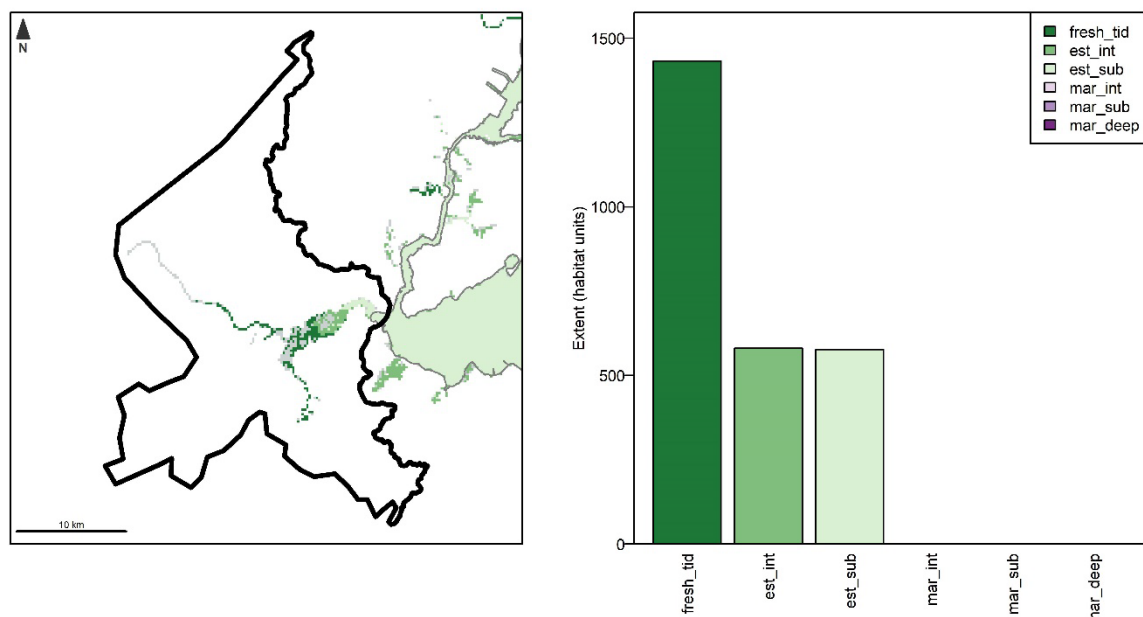 N
10 km
Extent (habitat units)
1500
1000
500
0
fresh_tid
est_int
est_sub
mar_int
mar_sub
mar_deep
fresh_tid
est_int
est_sub
mar_int
mar_sub
nar_deep